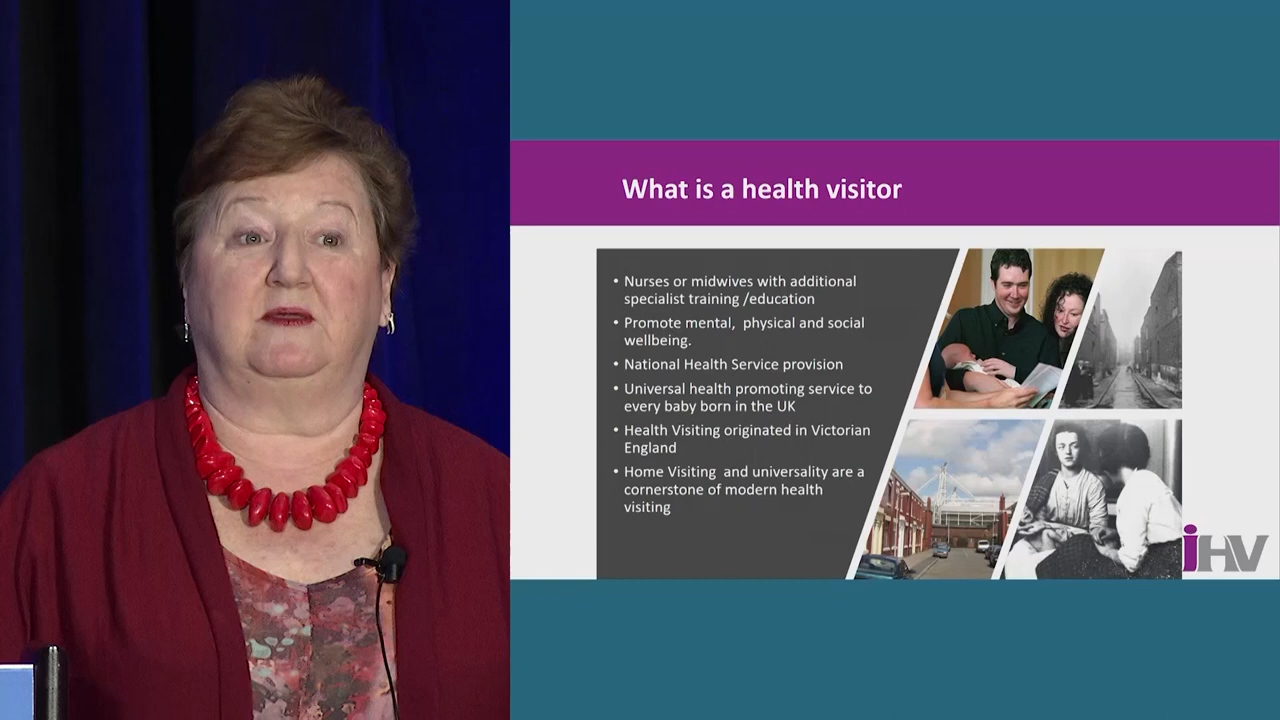 What is a health visitor
• Nurses or midwives with additional
specialist training /education
• Promote mental, physical and social
wellbeing.
• National Health Service provision
• Universal health promoting service to
every baby born in the UK
• Health Visiting originated in Victorian
England
• Home Visiting and universality are a
cornerstone of modern health
visiting
iHV